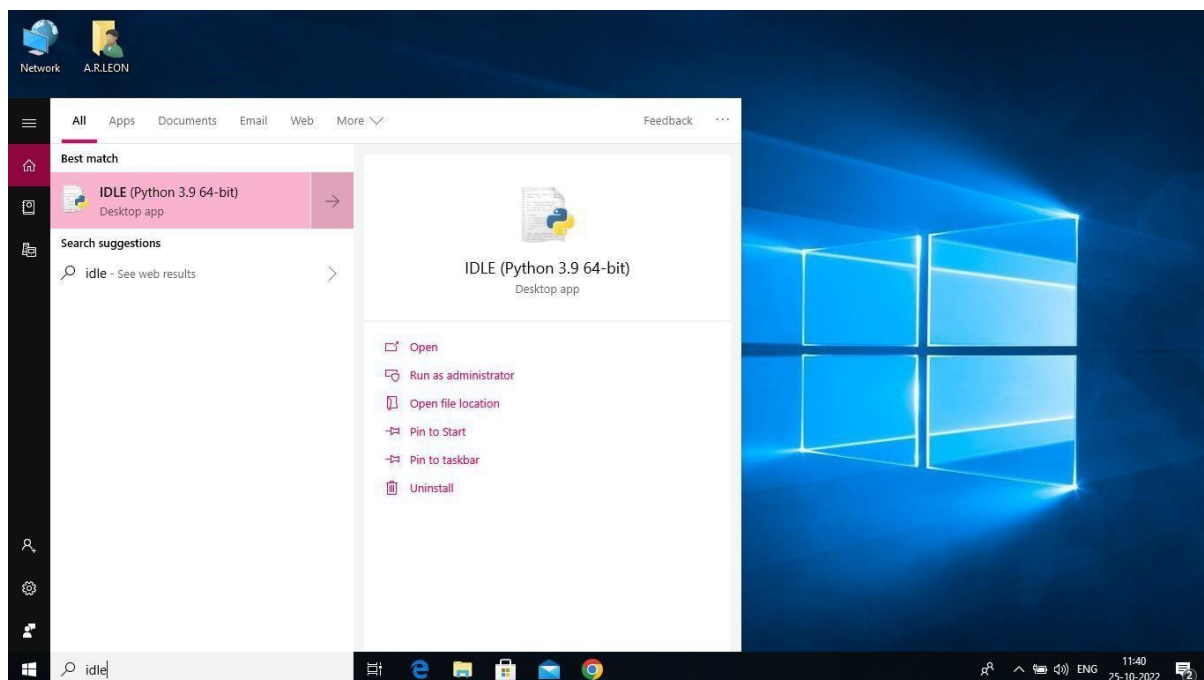 Network
A.R.LEON
All Apps Documents Email Web More Feedback ...
Best match
IDLE (Python 3.9 64-bit)
Desktop app
Search suggestions
idle - See web results
IDLE (Python 3.9 64-bit)
Desktop app
Open
Run as administrator
Open file location
Pin to Start
Pin to taskbar
Uninstall
idle
ENG
11:40
25-10-2022
2